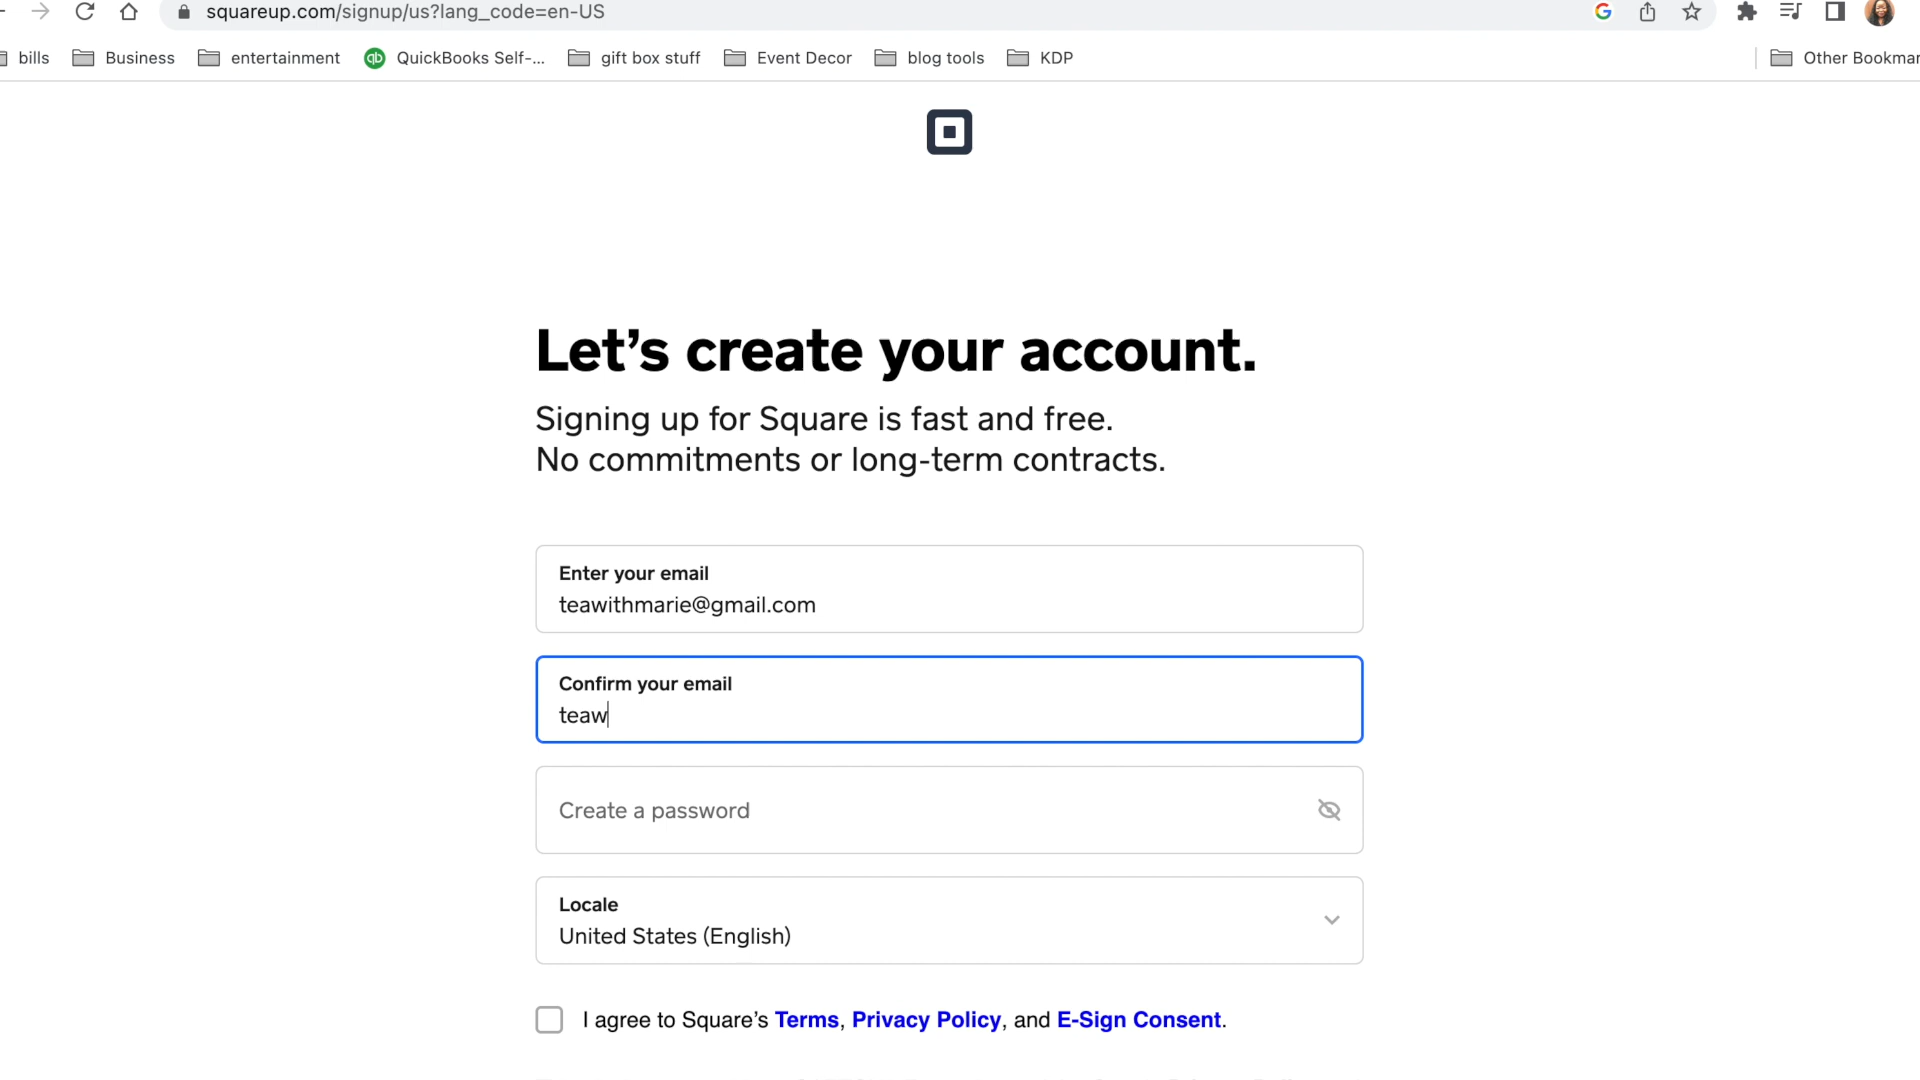 squareup.com/signup/us?lang_code=en-US
bills Business entertainment QuickBooks Self-... gift box stuff Event Decor blog tools KDP Other Bookmar
Let’s create your account.
Signing up for Square is fast and free.
No commitments or long-term contracts.
Enter your email
teawithmarie@gmail.com
Confirm your email
teaw
Create a password
Locale
United States (English)
I agree to Square’s Terms, Privacy Policy, and E-Sign Consent.